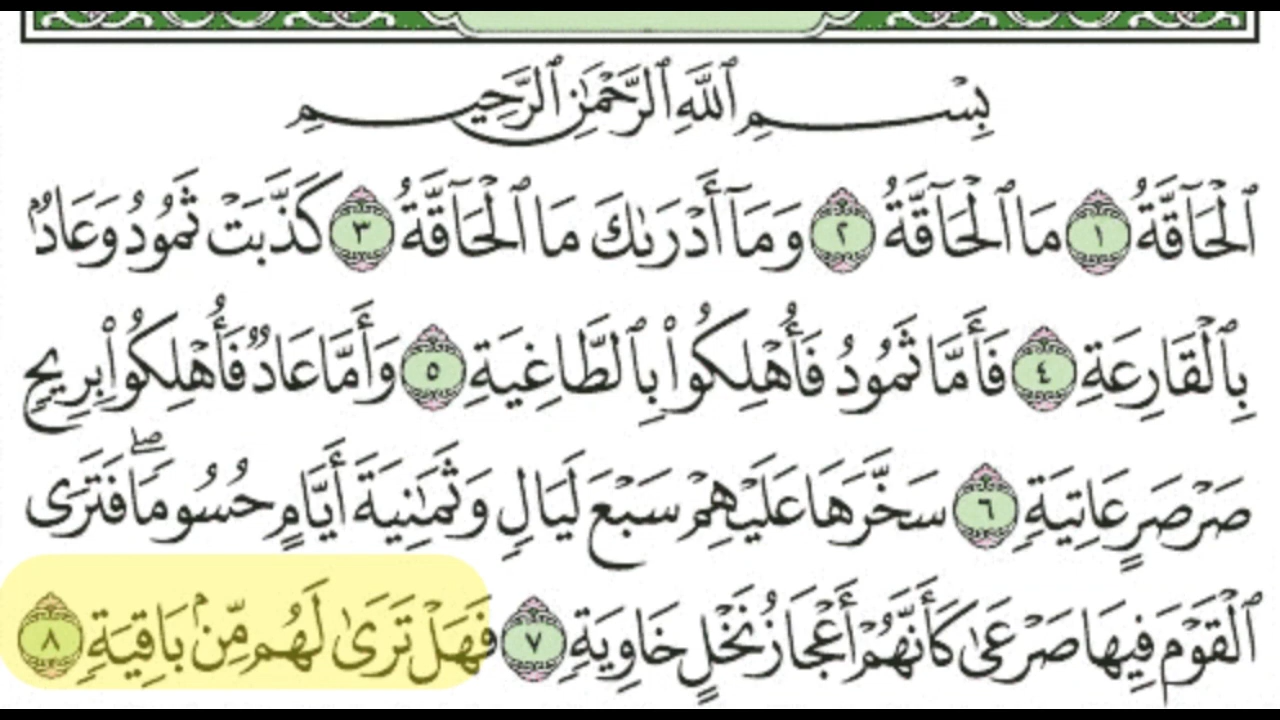 بِسْمِ ٱللَّهِ ٱلرَّحْمَٰنِ ٱلرَّحِيمِ
ٱلْحَآقَّةُ ١ مَا ٱلْحَآقَّةُ ٢ وَمَآ أَدْرَىٰكَ مَا ٱلْحَآقَّةُ ٣ كَذَّبَتْ ثَمُودُ وَعَادُۢ
بِٱلْقَارِعَةِ ٤ فَأَمَّا ثَمُودُ فَأُهْلِكُوا۟ بِٱلطَّاغِيَةِ ٥ وَأَمَّا عَادٌ فَأُهْلِكُوا۟ بِرِيحٍ
صَرْصَرٍ عَاتِيَةٍ ٦ سَخَّرَهَا عَلَيْهِمْ سَبْعَ لَيَالٍ وَثَمَٰنِيَةَ أَيَّامٍ حُسُومًا ۖ فَتَرَى
ٱلْقَوْمَ فِيهَا صَرْعَىٰ كَأَنَّهُمْ أَعْجَازُ نَخْلٍ خَاوِيَةٍ ٧ فَهَلْ تَرَىٰ لَهُم مِّنۢ بَاقِيَةٍ ٨